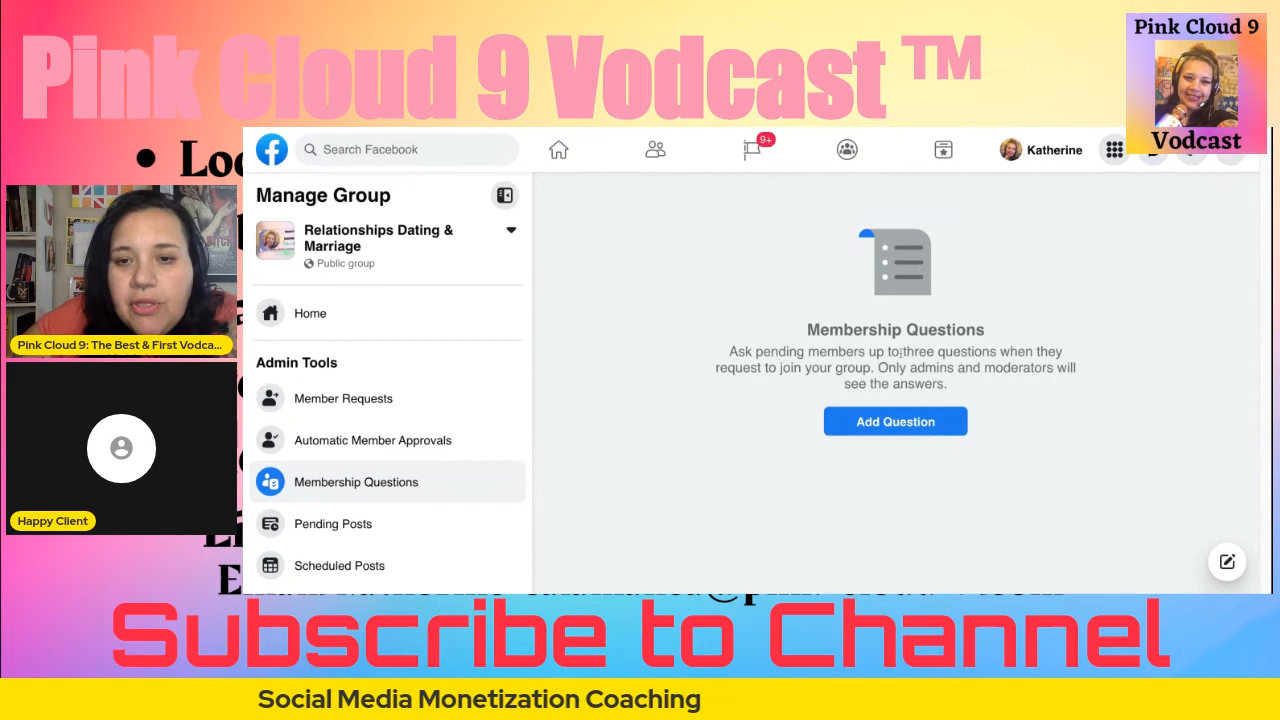 Pink Cloud 9 Vodcast ™
Pink Cloud 9
Vodcast
• Loc
Search Facebook
9+
Katherine
Manage Group
Relationships Dating &
Marriage
Public group
Home
Admin Tools
Member Requests
Automatic Member Approvals
Membership Questions
Pending Posts
Scheduled Posts
Membership Questions
Ask pending members up to three questions when they
request to join your group. Only admins and moderators will
see the answers.
Add Question
Pink Cloud 9: The Best & First Vodca...
Happy Client
Subscribe to Channel
Social Media Monetization Coaching